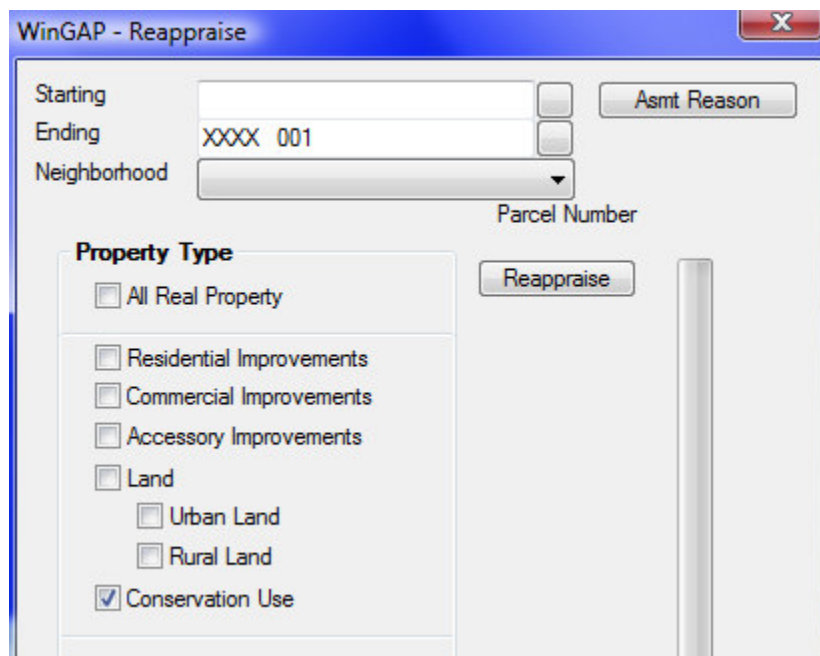 WinGAP - Reappraise
X
Starting
Asmt Reason
Ending XXXX 001
Neighborhood
Parcel Number
Property Type
Reappraise
All Real Property
Residential Improvements
Commercial Improvements
Accessory Improvements
Land
Urban Land
Rural Land
Conservation Use